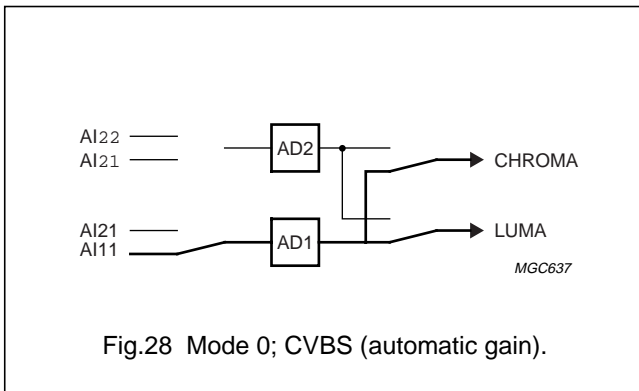 AI22
AI21
AD2
CHROMA
AI21
AI11
AD1
LUMA
MGC637
Fig.28 Mode 0; CVBS (automatic gain).